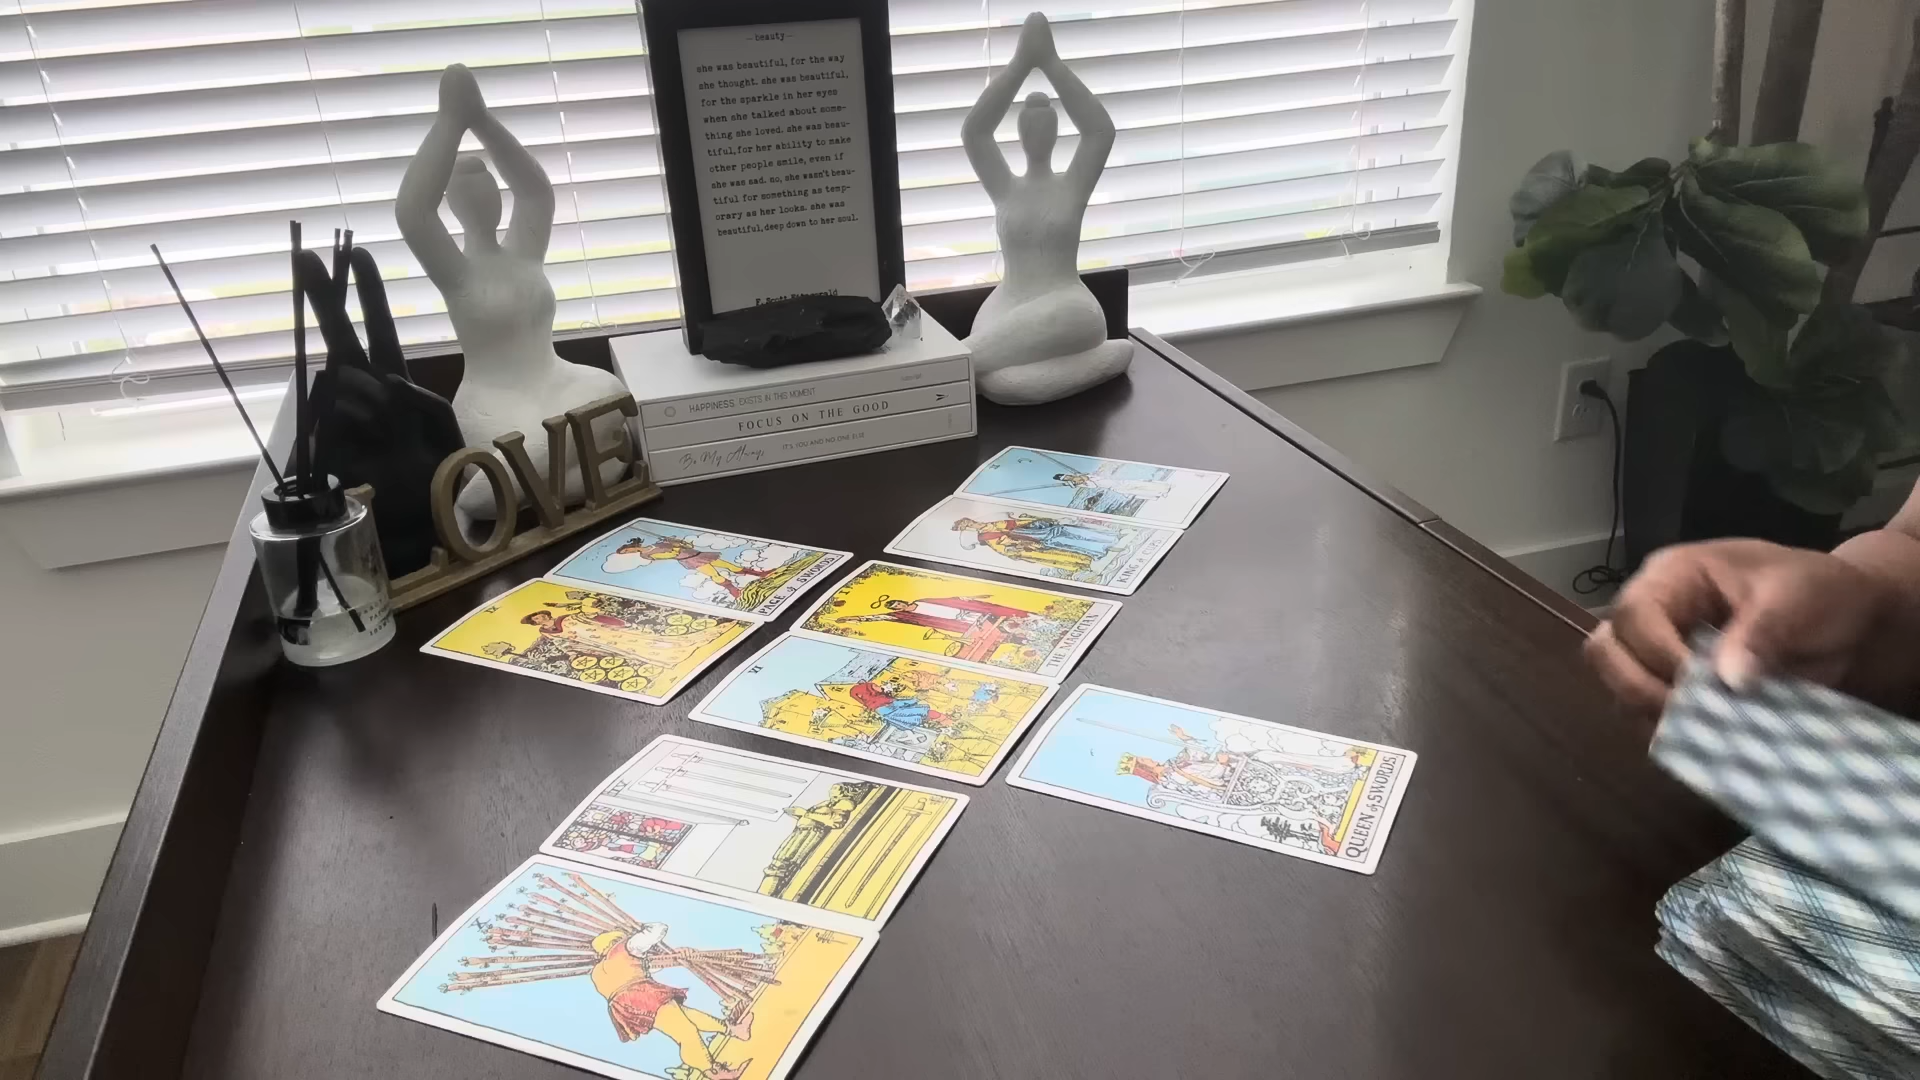 —beauty—
she was beautiful, for the way
she thought. she was beautiful,
for the sparkle in her eyes
when she talked about some-
thing she loved. she was beau-
tiful, for her ability to make
other people smile, even if
she was sad. no, she wasn't beau-
tiful for something as temp-
orary as her looks. she was
beautiful, deep down to her soul.
F. Scott Fitzgerald
HAPPINESS EXISTS IN THIS MOMENT
FOCUS ON THE GOOD
Be My Always
IT'S YOU AND NO ONE ELSE
LOVE
PAGE of SWORDS
KING of CUPS
IX
I
THE MAGICIAN
VI
QUEEN of SWORDS
IV
X